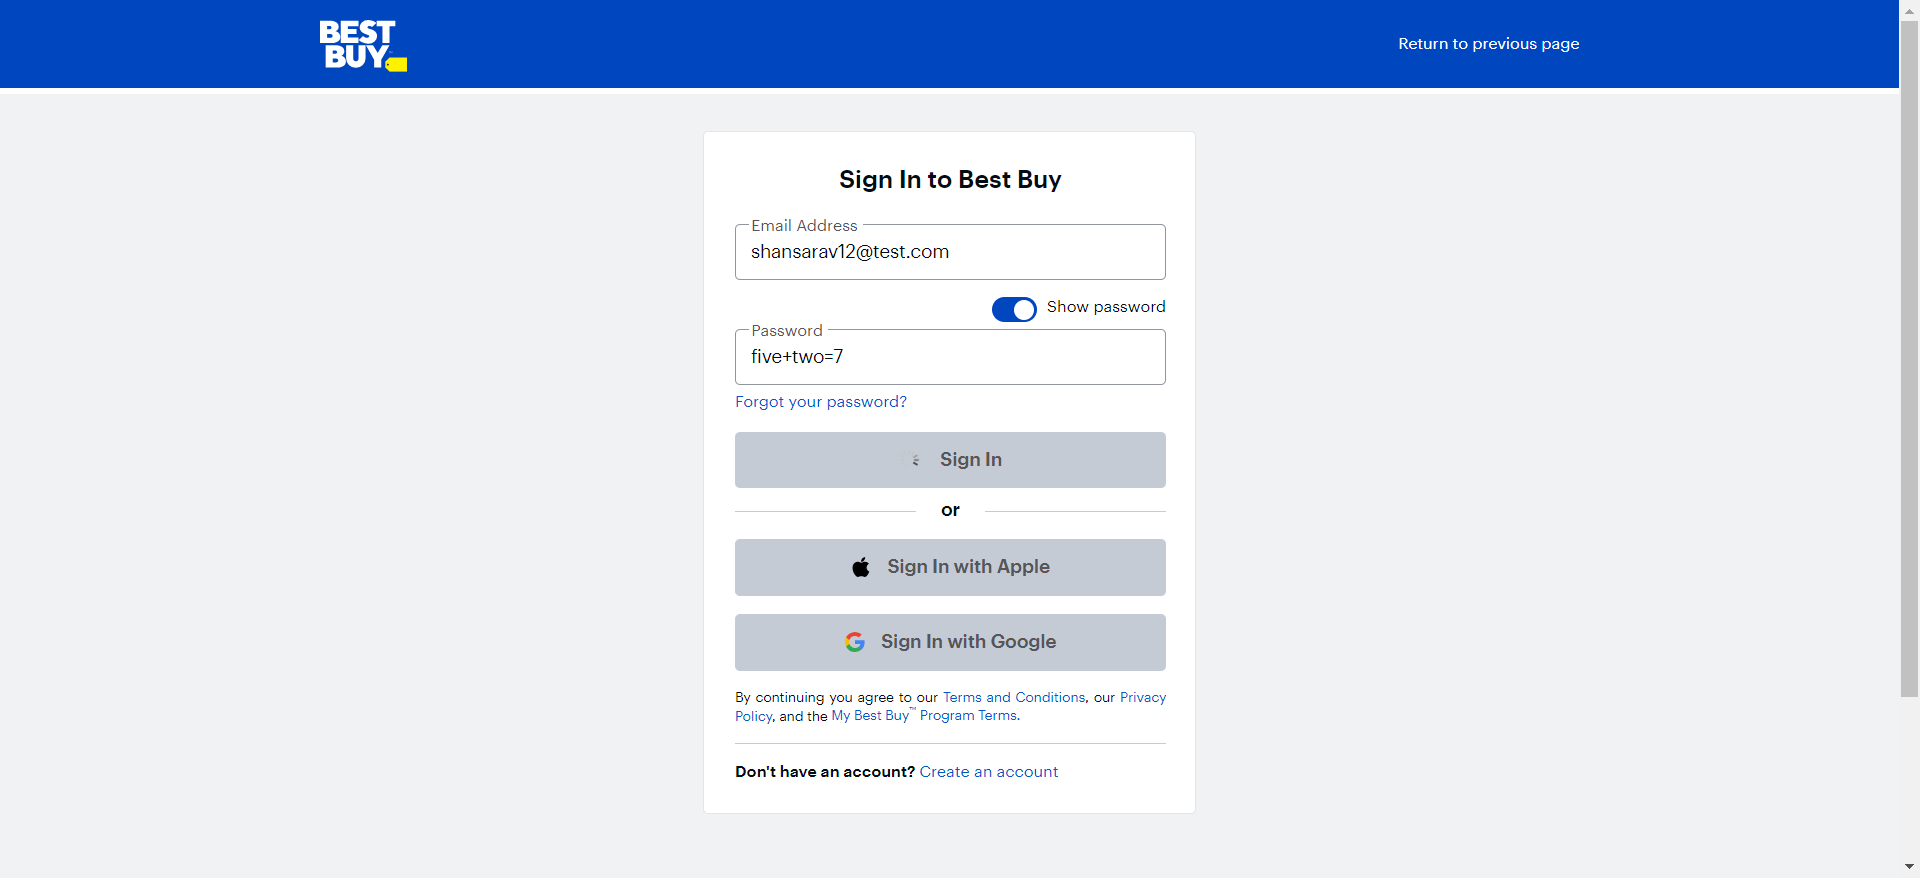 BEST
BUY
Return to previous page
Sign In to Best Buy
Email Address
shansarav12@test.com
Show password
Password
five+two=7
Forgot your password?
Sign In
or
Sign In with Apple
Sign In with Google
By continuing you agree to our Terms and Conditions, our Privacy
Policy, and the My Best Buy™ Program Terms.
Don't have an account? Create an account